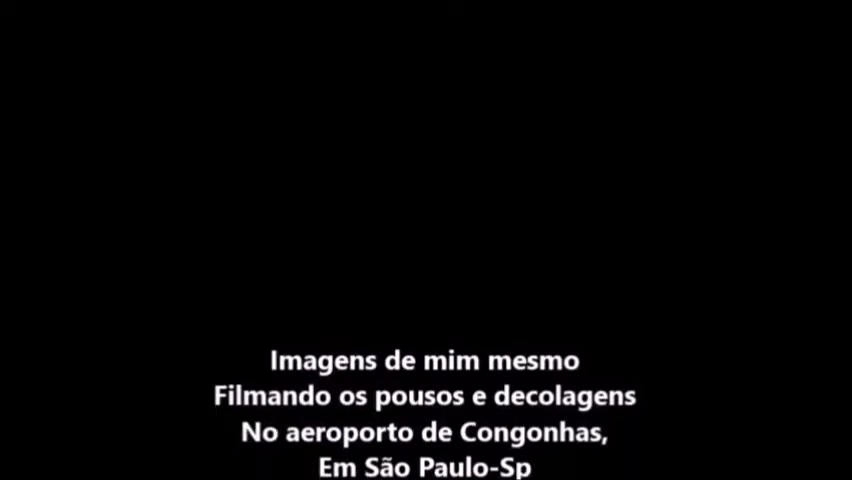 Imagens de mim mesmo
Filmando os pousos e decolagens
No aeroporto de Congonhas,
Em São Paulo-Sp